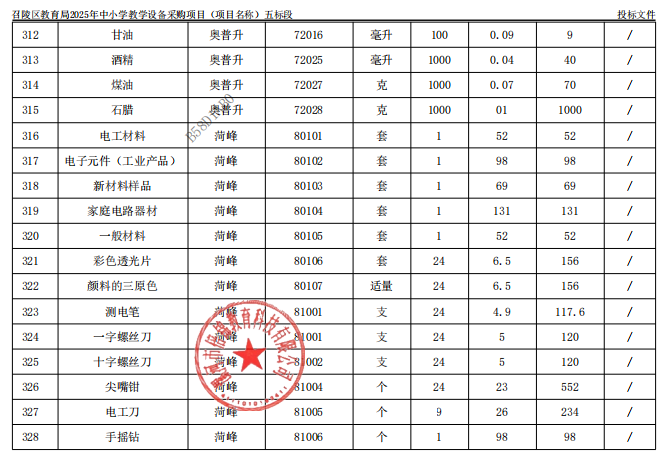 召陵区教育局2025年中小学教学设备采购项目（项目名称）五标段 投标文件
312 甘油 奥普升 72016 毫升 100 0.09 9 /
313 酒精 奥普升 72025 毫升 1000 0.04 40 /
314 煤油 奥普升 72027 克 1000 0.07 70 /
315 石腊 奥普升 72028 克 1000 01 1000 /
316 电工材料 菏峰 80101 套 1 52 52 /
317 电子元件（工业产品） 菏峰 80102 套 1 98 98 /
318 新材料样品 菏峰 80103 套 1 69 69 /
319 家庭电路器材 菏峰 80104 套 1 131 131 /
320 一般材料 菏峰 80105 套 1 52 52 /
321 彩色透光片 菏峰 80106 套 24 6.5 156 /
322 颜料的三原色 菏峰 80107 适量 24 6.5 156 /
323 测电笔 菏峰 81001 支 24 4.9 117.6 /
324 一字螺丝刀 菏峰 81001 支 24 5 120 /
325 十字螺丝刀 菏峰 81002 支 24 5 120 /
326 尖嘴钳 菏峰 81004 个 24 23 552 /
327 电工刀 菏峰 81005 个 9 26 234 /
328 手摇钻 菏峰 81006 个 1 98 98 /